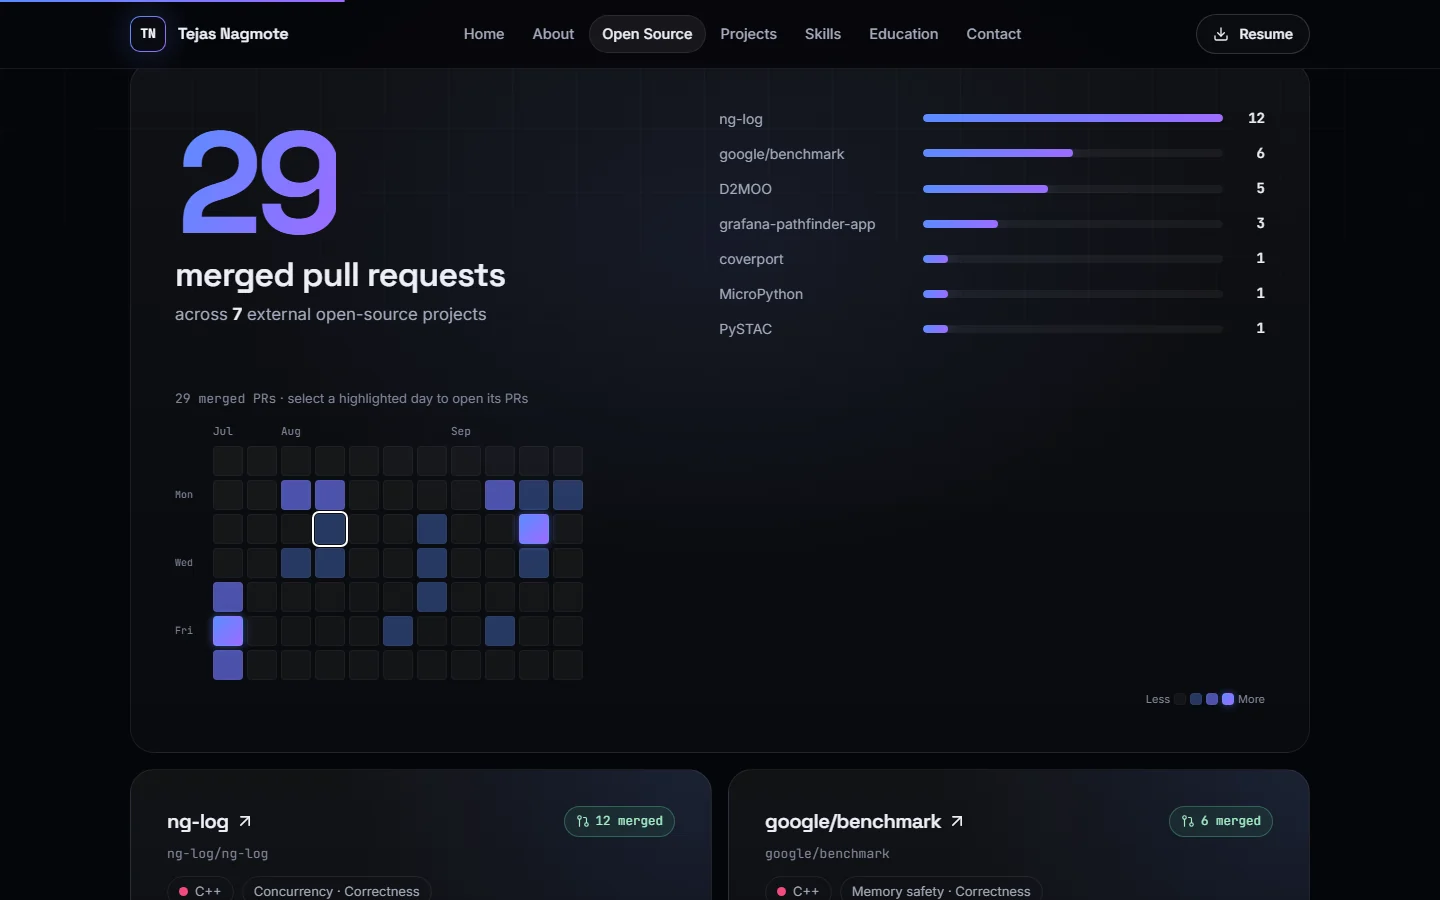 TN Tejas Nagmote Home About Open Source Projects Skills Education Contact Resume
29
merged pull requests
across 7 external open-source projects
ng-log 12
google/benchmark 6
D2MOO 5
grafana-pathfinder-app 3
coverport 1
MicroPython 1
PySTAC 1
29 merged PRs · select a highlighted day to open its PRs
Jul Aug Sep
Mon
Wed
Fri
Less More
ng-log ↗ 12 merged
ng-log/ng-log
C++ Concurrency · Correctness
google/benchmark ↗ 6 merged
google/benchmark
C++ Memory safety · Correctness